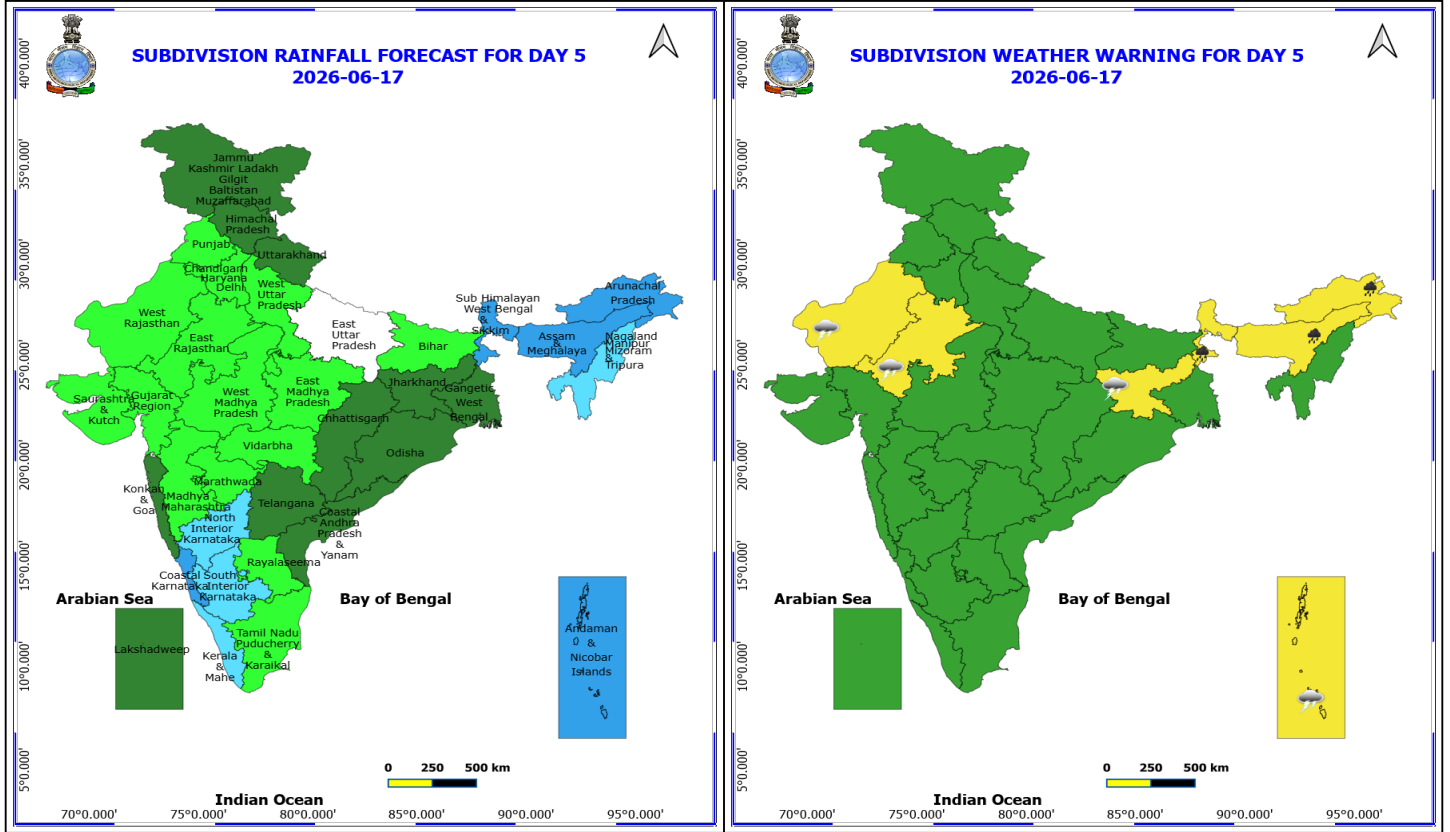 SUBDIVISION RAINFALL FORECAST FOR DAY 5
2026-06-17
40°0.000'
35°0.000'
30°0.000'
25°0.000'
20°0.000'
15°0.000'
10°0.000'
5°0.000'
Jammu
Kashmir Ladakh
Gilgit
Baltistan
Muzaffarabad
Himachal
Pradesh
Punjab
Uttarakhand
Chandigarh
Haryana
Delhi
West
Uttar
Pradesh
West
Rajasthan
East
Rajasthan
East
Uttar
Pradesh
Bihar
Sub Himalayan
West Bengal
&
Sikkim
Arunachal
Pradesh
Assam
&
Meghalaya
Nagaland
Manipur
Mizoram
&
Tripura
Saurashtra
&
Kutch
Gujarat
Region
West
Madhya
Pradesh
East
Madhya
Pradesh
Jharkhand
Gangetic
West
Bengal
Chhattisgarh
Odisha
Vidarbha
Konkan
&
Goa
Madhya
Maharashtra
Marathwada
Telangana
North
Interior
Karnataka
Coastal
Andhra
Pradesh
&
Yanam
Rayalaseema
Coastal
Karnataka
South
Interior
Karnataka
Tamil Nadu
Puducherry
&
Karaikal
Kerala
&
Mahe
Arabian Sea
Lakshadweep
Bay of Bengal
Andaman
&
Nicobar
Islands
0 250 500 km
Indian Ocean
70°0.000' 75°0.000' 80°0.000' 85°0.000' 90°0.000' 95°0.000'
SUBDIVISION WEATHER WARNING FOR DAY 5
2026-06-17
40°0.000'
35°0.000'
30°0.000'
25°0.000'
20°0.000'
15°0.000'
10°0.000'
5°0.000'
Arabian Sea
Bay of Bengal
0 250 500 km
Indian Ocean
70°0.000' 75°0.000' 80°0.000' 85°0.000' 90°0.000' 95°0.000'